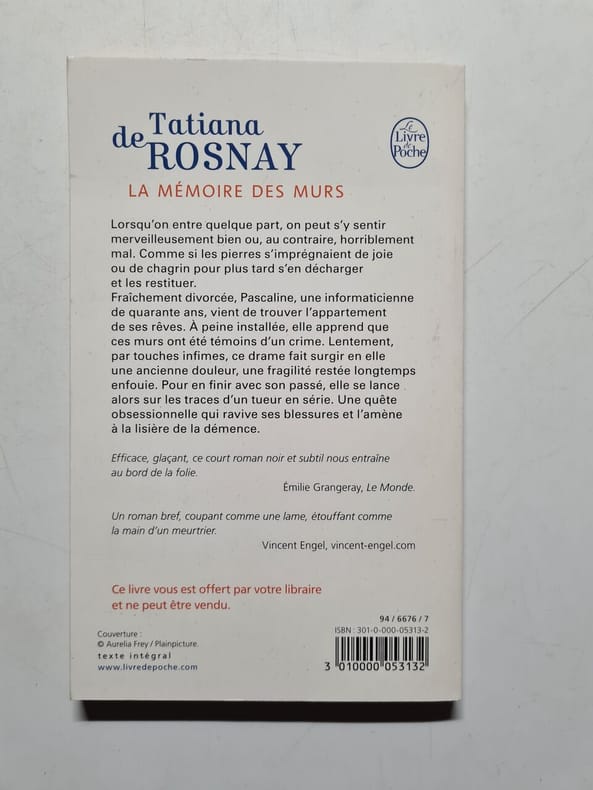 Tatiana
de ROSNAY
Le
Livre
de
Poche
LA MÉMOIRE DES MURS
Lorsqu'on entre quelque part, on peut s'y sentir
merveilleusement bien ou, au contraire, horriblement
mal. Comme si les pierres s'imprégnaient de joie
ou de chagrin pour plus tard s'en décharger
et les restituer.
Fraîchement divorcée, Pascaline, une informaticienne
de quarante ans, vient de trouver l'appartement
de ses rêves. À peine installée, elle apprend que
ces murs ont été témoins d'un crime. Lentement,
par touches infimes, ce drame fait surgir en elle
une ancienne douleur, une fragilité restée longtemps
enfouie. Pour en finir avec son passé, elle se lance
alors sur les traces d'un tueur en série. Une quête
obsessionnelle qui ravive ses blessures et l'amène
à la lisière de la démence.
Efficace, glaçant, ce court roman noir et subtil nous entraîne
au bord de la folie.
Émilie Grangeray, Le Monde.
Un roman bref, coupant comme une lame, étouffant comme
la main d'un meurtrier.
Vincent Engel, vincent-engel.com
Ce livre vous est offert par votre libraire
et ne peut être vendu.
94 / 6676 / 7
ISBN : 301-0-000-05313-2
Couverture :
© Aurelia Frey / Plainpicture.
texte intégral
www.livredepoche.com
3 010000 053132